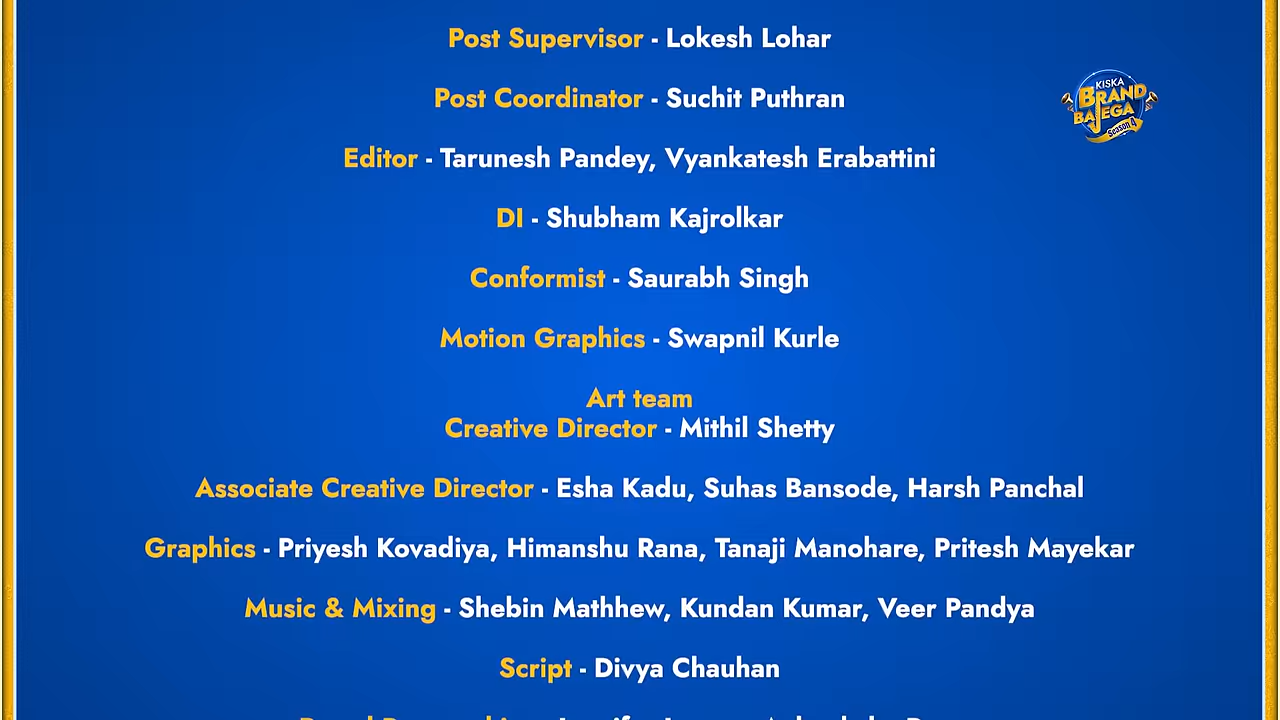 Post Supervisor - Lokesh Lohar
Post Coordinator - Suchit Puthran
KISKA
BRAND
BAJEGA
Season 4
Editor - Tarunesh Pandey, Vyankatesh Erabattini
DI - Shubham Kajrolkar
Conformist - Saurabh Singh
Motion Graphics - Swapnil Kurle
Art team
Creative Director - Mithil Shetty
Associate Creative Director - Esha Kadu, Suhas Bansode, Harsh Panchal
Graphics - Priyesh Kovadiya, Himanshu Rana, Tanaji Manohare, Pritesh Mayekar
Music & Mixing - Shebin Mathhew, Kundan Kumar, Veer Pandya
Script - Divya Chauhan